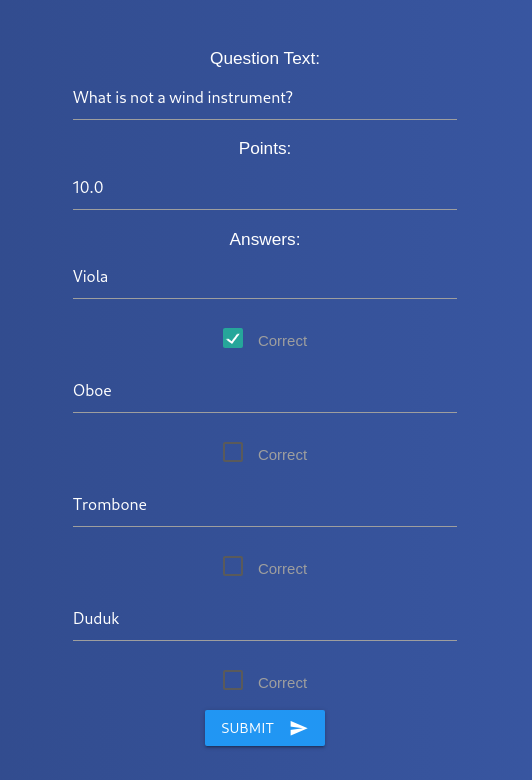 Question Text:
What is not a wind instrument?
Points:
10.0
Answers:
Viola
Correct
Oboe
Correct
Trombone
Correct
Duduk
Correct
SUBMIT